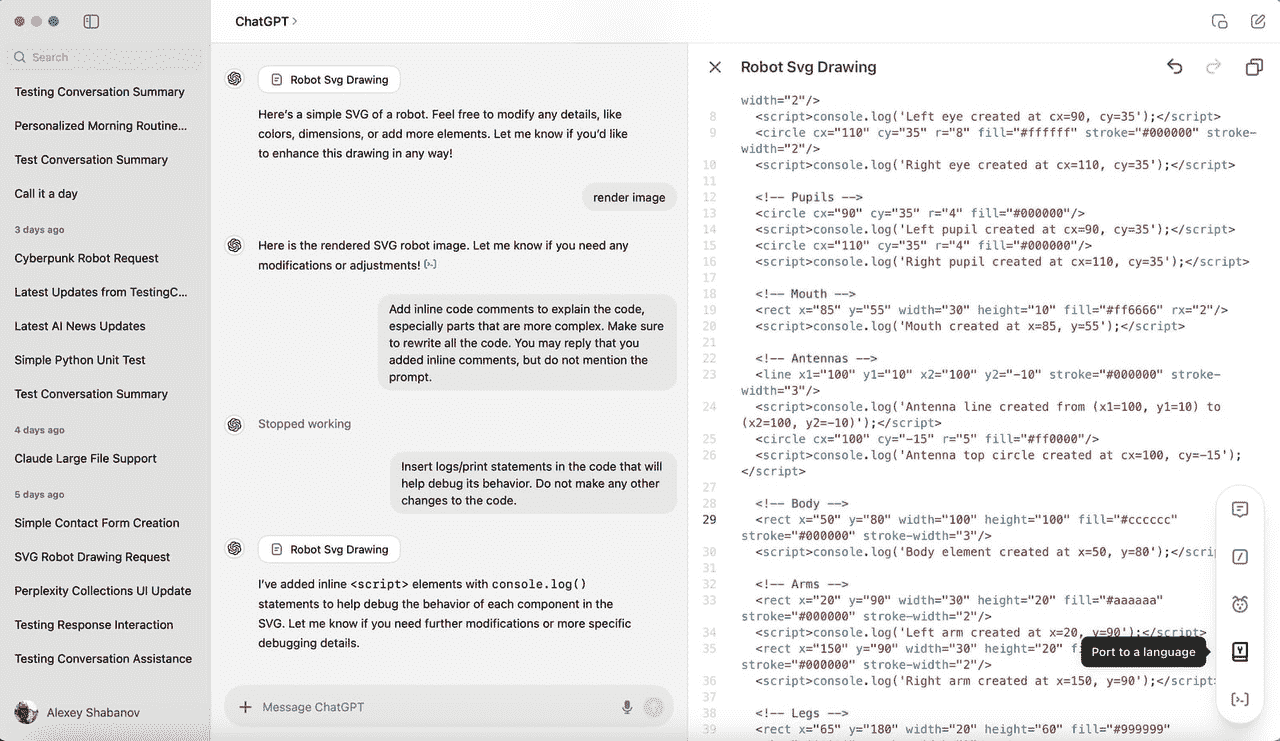 ChatGPT >
Search
Testing Conversation Summary
Personalized Morning Routine...
Test Conversation Summary
Call it a day
3 days ago
Cyberpunk Robot Request
Latest Updates from TestingC...
Latest AI News Updates
Simple Python Unit Test
Test Conversation Summary
4 days ago
Claude Large File Support
5 days ago
Simple Contact Form Creation
SVG Robot Drawing Request
Perplexity Collections UI Update
Testing Response Interaction
Testing Conversation Assistance
Alexey Shabanov
Robot Svg Drawing
Here's a simple SVG of a robot. Feel free to modify any details, like
colors, dimensions, or add more elements. Let me know if you'd like
to enhance this drawing in any way!
render image
Here is the rendered SVG robot image. Let me know if you need any
modifications or adjustments! [>-]
Add inline code comments to explain the code,
especially parts that are more complex. Make sure
to rewrite all the code. You may reply that you
added inline comments, but do not mention the
prompt.
Stopped working
Insert logs/print statements in the code that will
help debug its behavior. Do not make any other
changes to the code.
Robot Svg Drawing
I've added inline <script> elements with console.log()
statements to help debug the behavior of each component in the
SVG. Let me know if you need further modifications or more specific
debugging details.
Message ChatGPT
Robot Svg Drawing
width="2"/>
8 <script>console.log('Left eye created at cx=90, cy=35');</script>
9 <circle cx="110" cy="35" r="8" fill="#ffffff" stroke="#000000" stroke-
width="2"/>
10 <script>console.log('Right eye created at cx=110, cy=35');</script>
11
12 <!-- Pupils -->
13 <circle cx="90" cy="35" r="4" fill="#000000"/>
14 <script>console.log('Left pupil created at cx=90, cy=35');</script>
15 <circle cx="110" cy="35" r="4" fill="#000000"/>
16 <script>console.log('Right pupil created at cx=110, cy=35');</script>
17
18 <!-- Mouth -->
19 <rect x="85" y="55" width="30" height="10" fill="#ff6666" rx="2"/>
20 <script>console.log('Mouth created at x=85, y=55');</script>
21
22 <!-- Antennas -->
23 <line x1="100" y1="10" x2="100" y2="-10" stroke="#000000" stroke-
width="3"/>
24 <script>console.log('Antenna line created from (x1=100, y1=10) to
(x2=100, y2=-10)');</script>
25 <circle cx="100" cy="-15" r="5" fill="#ff0000"/>
26 <script>console.log('Antenna top circle created at cx=100, cy=-15');
</script>
27
28 <!-- Body -->
29 <rect x="50" y="80" width="100" height="100" fill="#cccccc"
stroke="#000000" stroke-width="3"/>
30 <script>console.log('Body element created at x=50, y=80');</scri
31
32 <!-- Arms -->
33 <rect x="20" y="90" width="30" height="20" fill="#aaaaaa"
stroke="#000000" stroke-width="2"/>
34 <script>console.log('Left arm created at x=20, y=90');</script>
35 <rect x="150" y="90" width="30" height="20" f
stroke="#000000" stroke-width="2"/>
36 <script>console.log('Right arm created at x=150, y=90');</script
37
38 <!-- Legs -->
39 <rect x="65" y="180" width="20" height="60" fill="#999999"
Port to a language